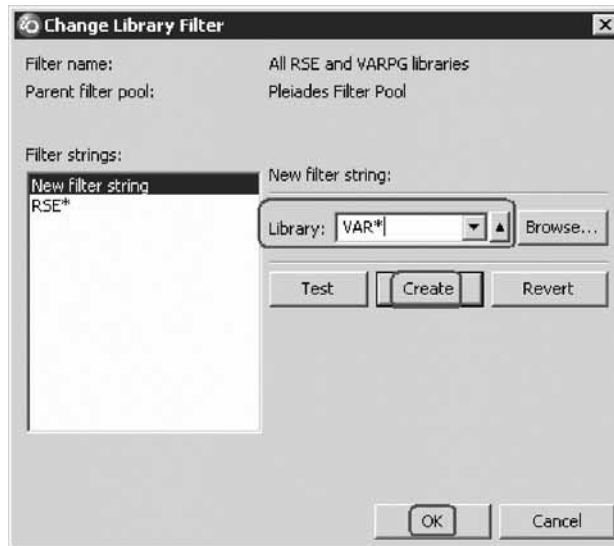 Change Library Filter
Filter name: All RSE and VARPG libraries
Parent filter pool: Pleiades Filter Pool
Filter strings:
New filter string
RSE*
New filter string:
Library: VAR* Browse...
Test Create Revert
OK Cancel